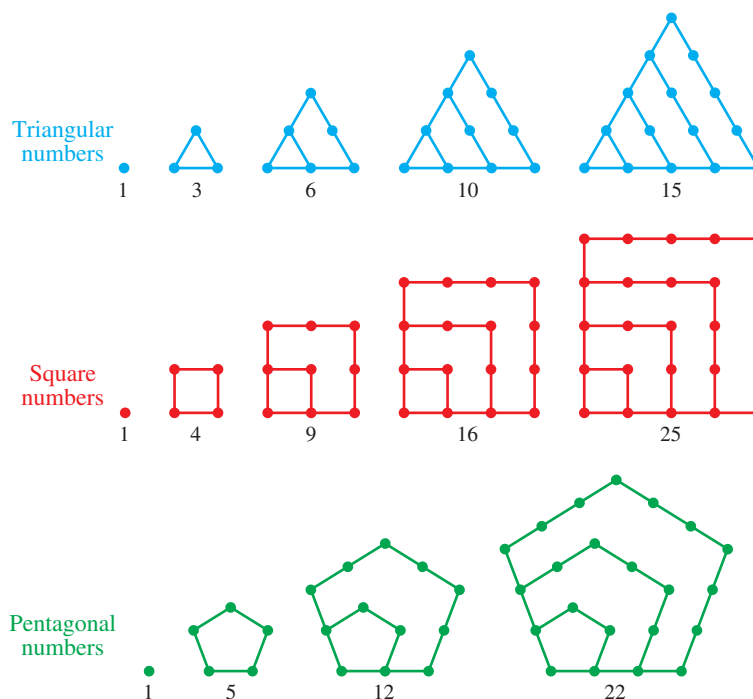 Triangular
numbers
1 3 6 10 15
Square
numbers
1 4 9 16 25
Pentagonal
numbers
1 5 12 22